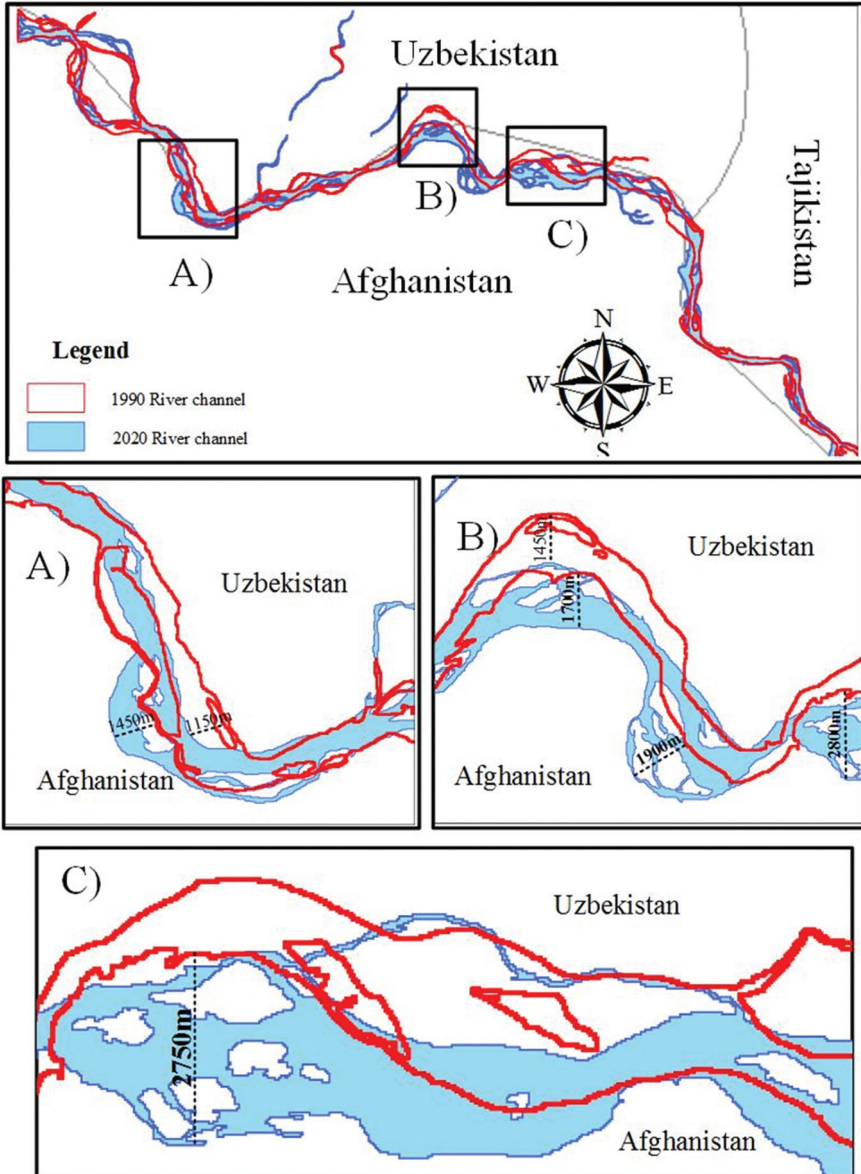 Uzbekistan
Tajikistan
B)
C)
A)
Afghanistan
Legend
1990 River channel
2020 River channel
N
W
E
S
A)
Uzbekistan
1450m
1150m
Afghanistan
B)
1450m
Uzbekistan
1700m
Afghanistan
1900m
2800m
C)
Uzbekistan
2750m
Afghanistan